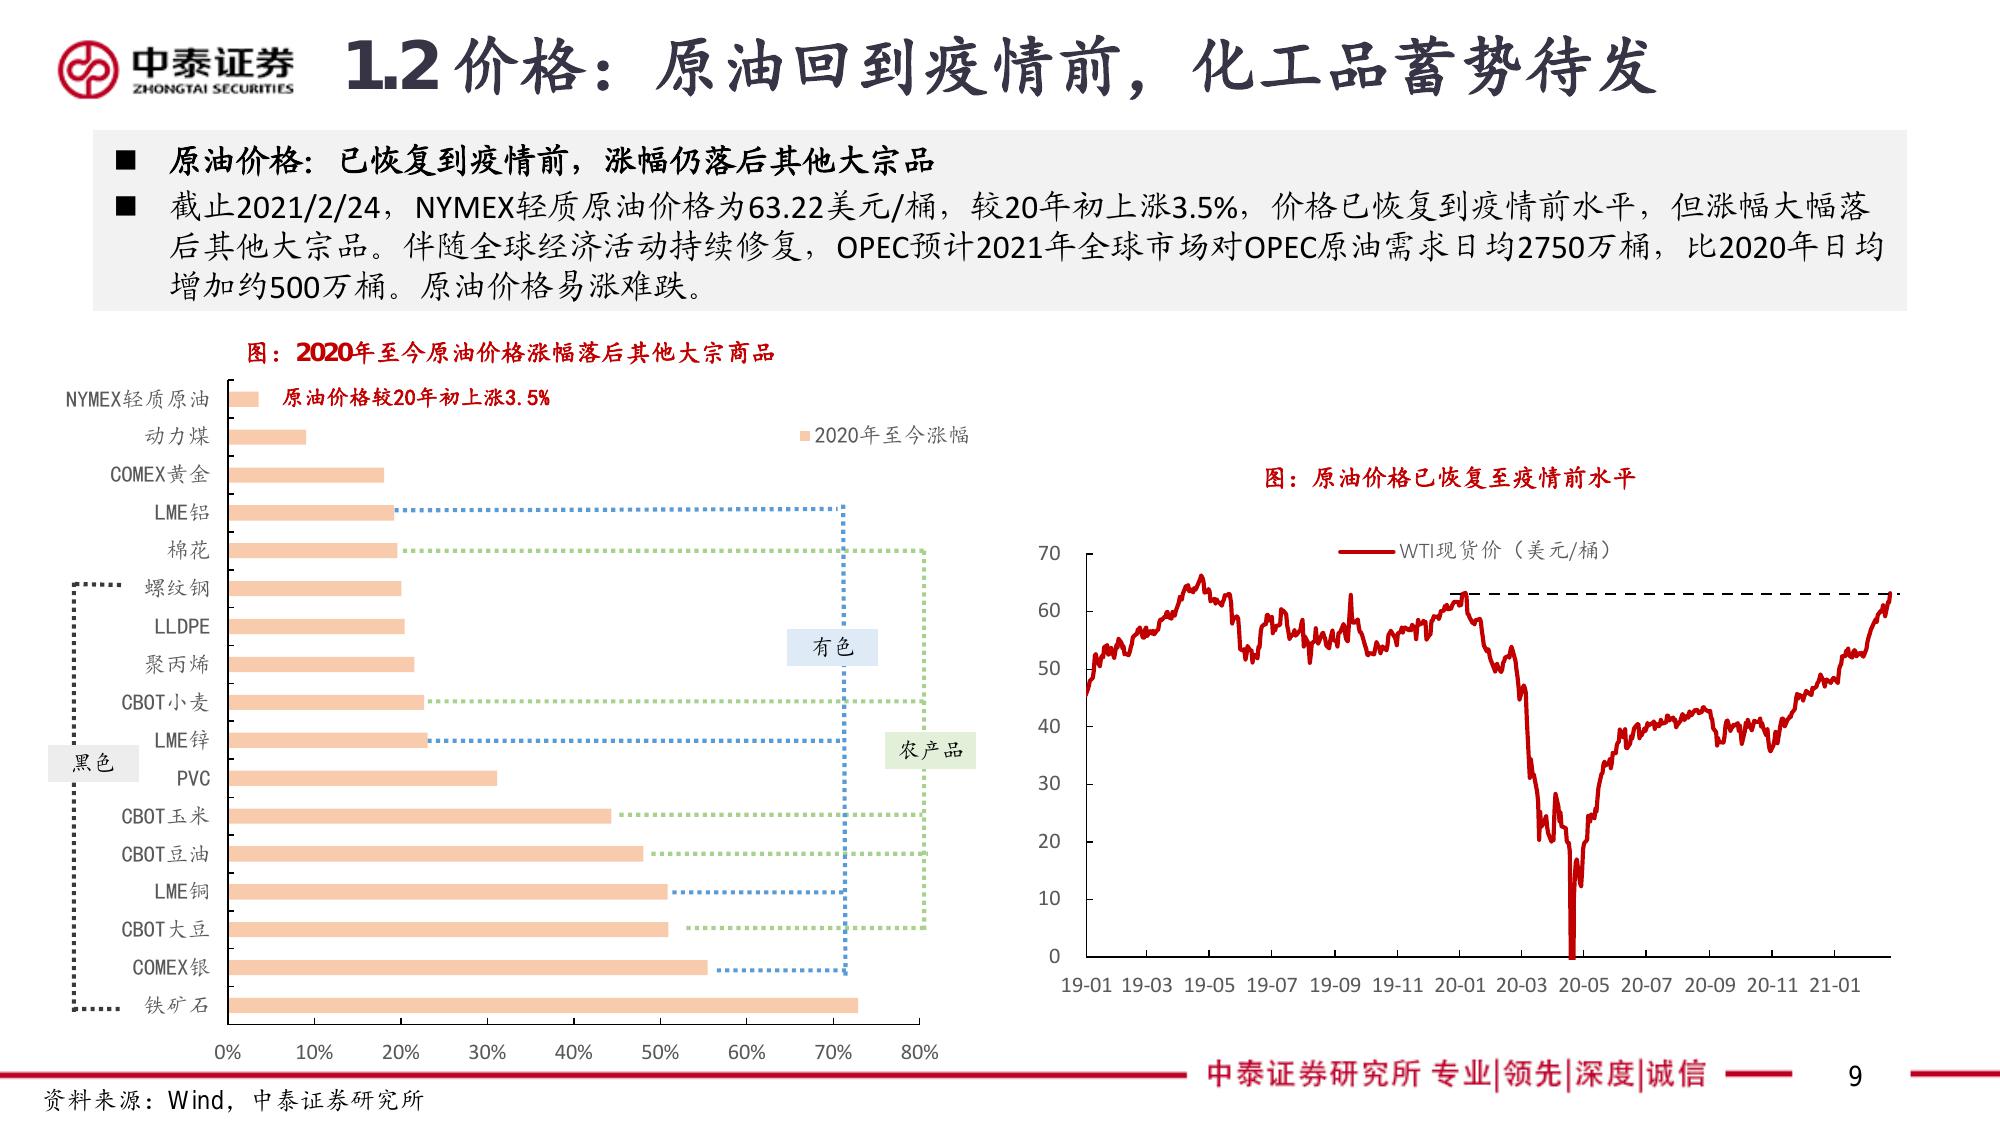 中泰证券
ZHONGTAI SECURITIES
1.2 价格：原油回到疫情前，化工品蓄势待发
■ 原油价格：已恢复到疫情前，涨幅仍落后其他大宗品
■ 截止2021/2/24，NYMEX轻质原油价格为63.22美元/桶，较20年初上涨3.5%，价格已恢复到疫情前水平，但涨幅大幅落
后其他大宗品。伴随全球经济活动持续修复，OPEC预计2021年全球市场对OPEC原油需求日均2750万桶，比2020年日均
增加约500万桶。原油价格易涨难跌。
图：2020年至今原油价格涨幅落后其他大宗商品
NYMEX轻质原油
原油价格较20年初上涨3.5%
动力煤
2020年至今涨幅
COMEX黄金
LME铝
棉花
螺纹钢
LLDPE
有色
聚丙烯
CBOT小麦
LME锌
农产品
黑色
PVC
CBOT玉米
CBOT豆油
LME铜
CBOT大豆
COMEX银
铁矿石
0% 10% 20% 30% 40% 50% 60% 70% 80%
图：原油价格已恢复至疫情前水平
WTI现货价（美元/桶）
70
60
50
40
30
20
10
0
19-01 19-03 19-05 19-07 19-09 19-11 20-01 20-03 20-05 20-07 20-09 20-11 21-01
中泰证券研究所 专业|领先|深度|诚信
9
资料来源：Wind，中泰证券研究所